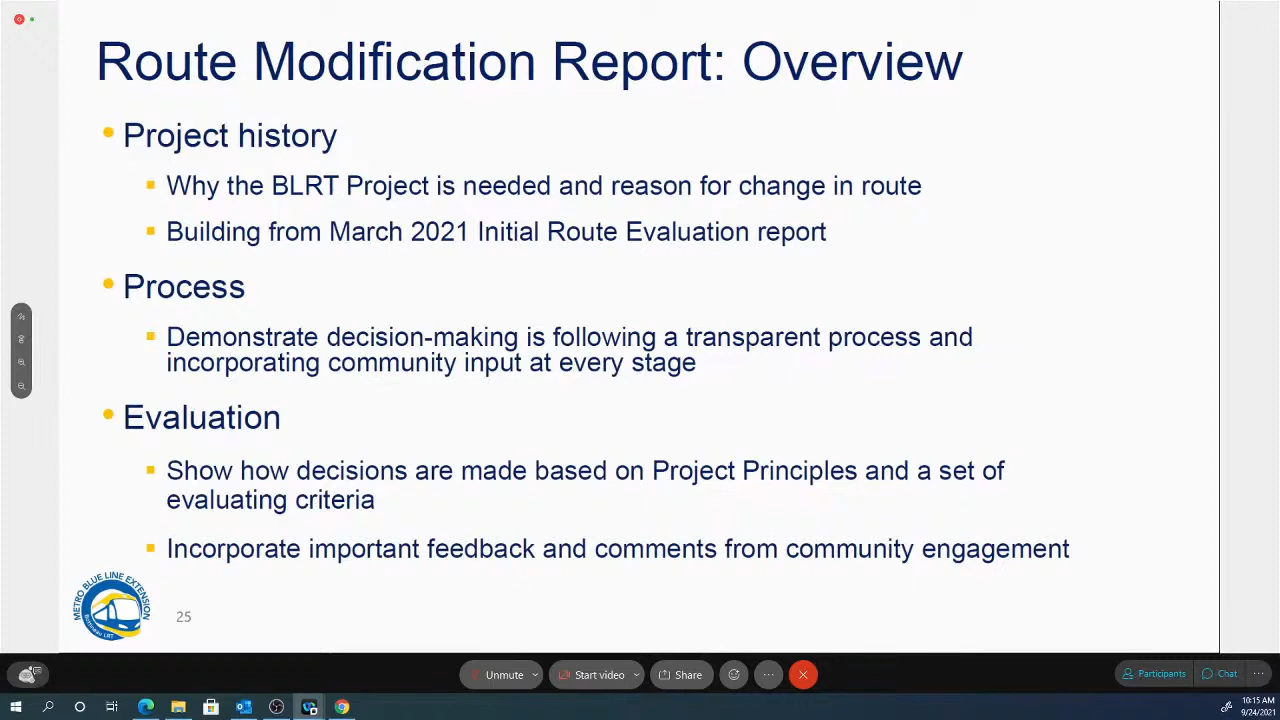 Route Modification Report: Overview
• Project history
▪ Why the BLRT Project is needed and reason for change in route
▪ Building from March 2021 Initial Route Evaluation report
• Process
▪ Demonstrate decision-making is following a transparent process and
incorporating community input at every stage
• Evaluation
▪ Show how decisions are made based on Project Principles and a set of
evaluating criteria
▪ Incorporate important feedback and comments from community engagement
METRO BLUE LINE EXTENSION
Bottineau LRT
25
Unmute
Start video
Share
Participants
Chat
10:15 AM
9/24/2021